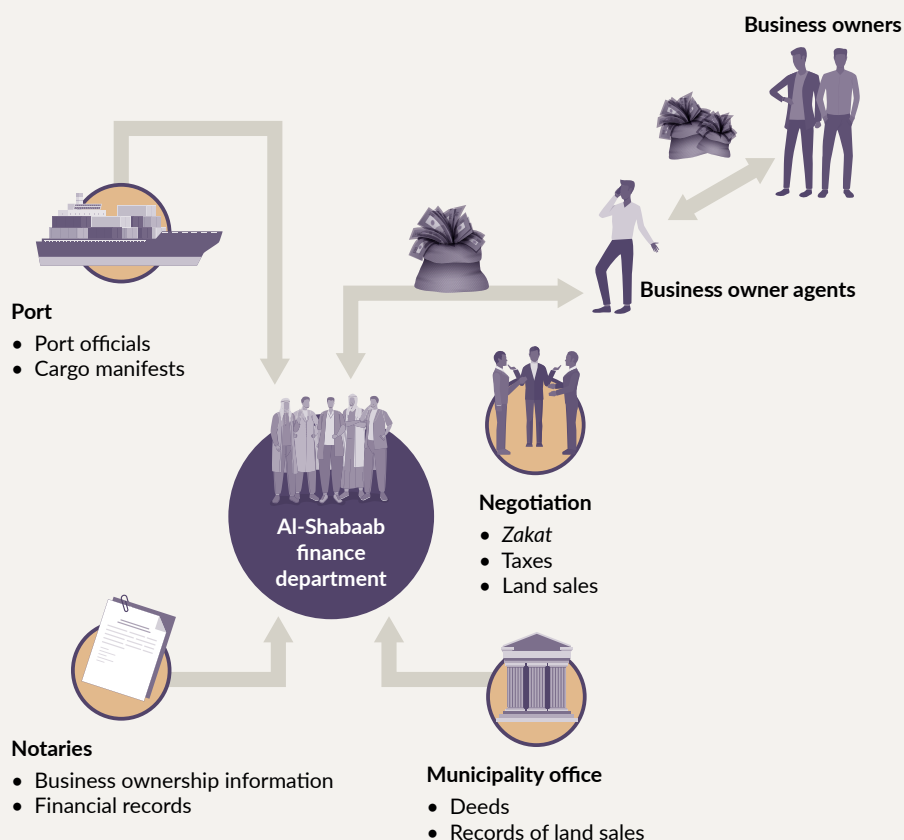 Business owners
Business owner agents
Port
• Port officials
• Cargo manifests
Negotiation
• Zakat
• Taxes
• Land sales
Al-Shabaab
finance
department
Notaries
• Business ownership information
• Financial records
Municipality office
• Deeds
• Records of land sales